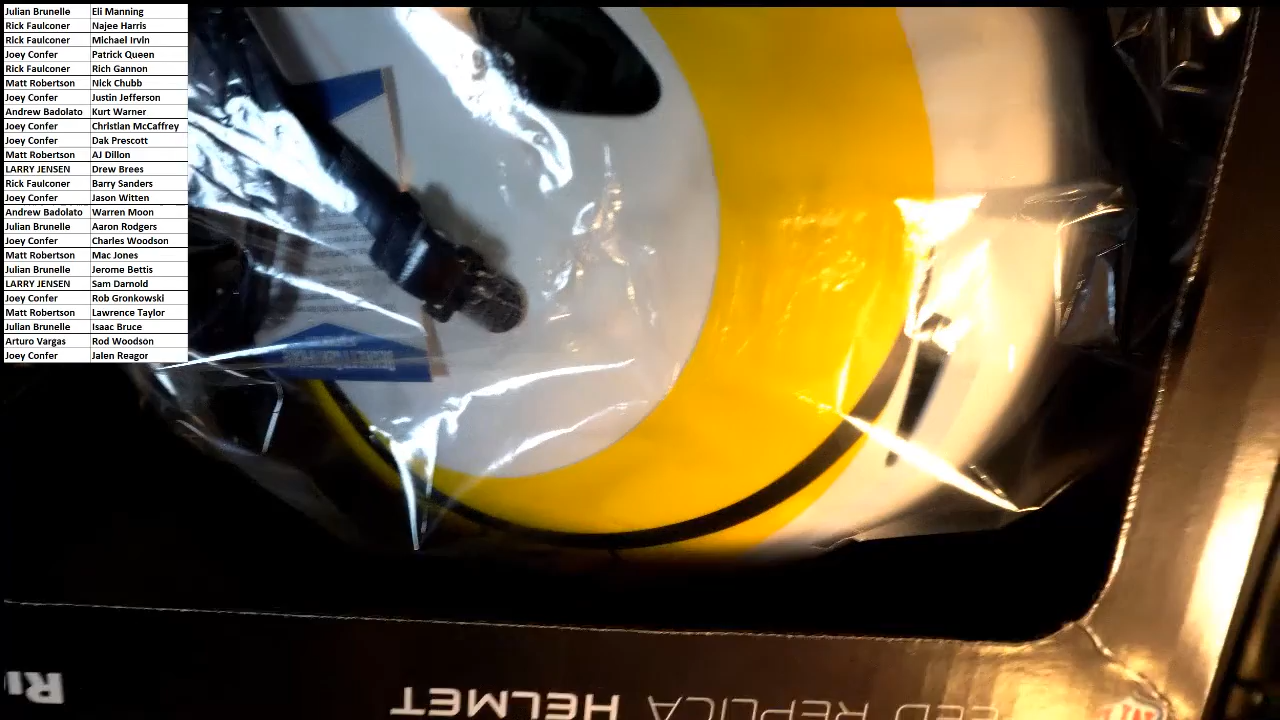 Julian Brunelle Eli Manning
Rick Faulconer Najee Harris
Rick Faulconer Michael Irvin
Joey Confer Patrick Queen
Rick Faulconer Rich Gannon
Matt Robertson Nick Chubb
Joey Confer Justin Jefferson
Andrew Badolato Kurt Warner
Joey Confer Christian McCaffrey
Joey Confer Dak Prescott
Matt Robertson AJ Dillon
LARRY JENSEN Drew Brees
Rick Faulconer Barry Sanders
Joey Confer Jason Witten
Andrew Badolato Warren Moon
Julian Brunelle Aaron Rodgers
Joey Confer Charles Woodson
Matt Robertson Mac Jones
Julian Brunelle Jerome Bettis
LARRY JENSEN Sam Darnold
Joey Confer Rob Gronkowski
Matt Robertson Lawrence Taylor
Julian Brunelle Isaac Bruce
Arturo Vargas Rod Woodson
Joey Confer Jalen Reagor
EED REPLICA HELMET
Ri